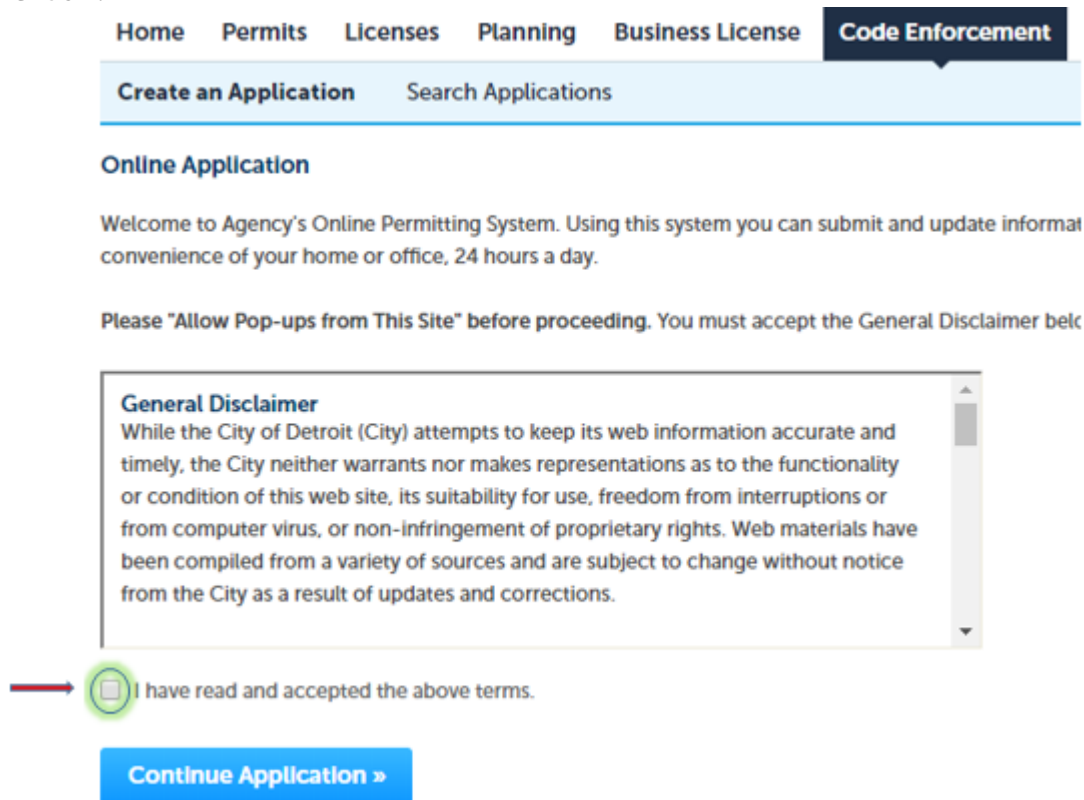 Home Permits Licenses Planning Business License Code Enforcement
Create an Application Search Applications
Online Application
Welcome to Agency's Online Permitting System. Using this system you can submit and update informat
convenience of your home or office, 24 hours a day.
Please "Allow Pop-ups from This Site" before proceeding. You must accept the General Disclaimer belo
General Disclaimer
While the City of Detroit (City) attempts to keep its web information accurate and
timely, the City neither warrants nor makes representations as to the functionality
or condition of this web site, its suitability for use, freedom from interruptions or
from computer virus, or non-infringement of proprietary rights. Web materials have
been compiled from a variety of sources and are subject to change without notice
from the City as a result of updates and corrections.
I have read and accepted the above terms.
Continue Application »